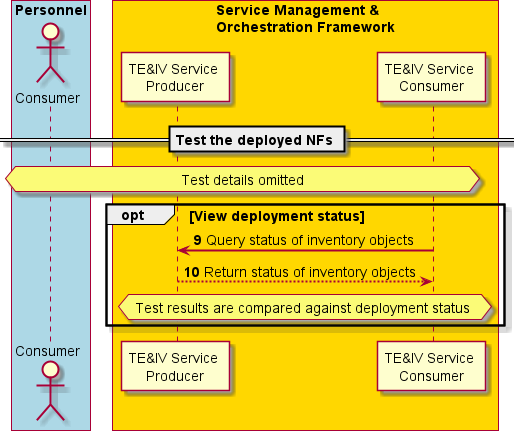 Personnel
Service Management &
Orchestration Framework
Consumer
TE&IV Service
Producer
TE&IV Service
Consumer
Test the deployed NFs
Test details omitted
opt
[View deployment status]
9 Query status of inventory objects
10 Return status of inventory objects
Test results are compared against deployment status
Consumer
TE&IV Service
Producer
TE&IV Service
Consumer